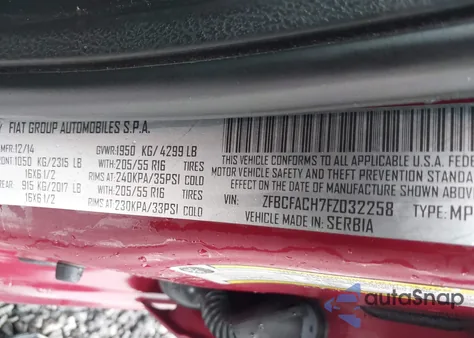 FIAT GROUP AUTOMOBILES S.P.A.
MFR.12/14 GVWR:1950 KG/ 4299 LB
FRONT 1050 KG/2315 LB WITH 205/55 R16 TIRES
16X6 1/2 RIMS AT 240KPA/35PSI COLD
REAR: 915 KG/2017 LB WITH 205/55 R16 TIRES
16X6 1/2 RIMS AT 230KPA/33PSI COLD
THIS VEHICLE CONFORMS TO ALL APPLICABLE
MOTOR VEHICLE SAFETY AND THEFT PREVENTION STANDA
IN EFFECT ON THE DATE OF MANUFACTURE SHOWN AB
VIN: ZFBCFACH7FZ032258 TYPE: MP
VEHICLE MADE IN SERBIA
autoSnap